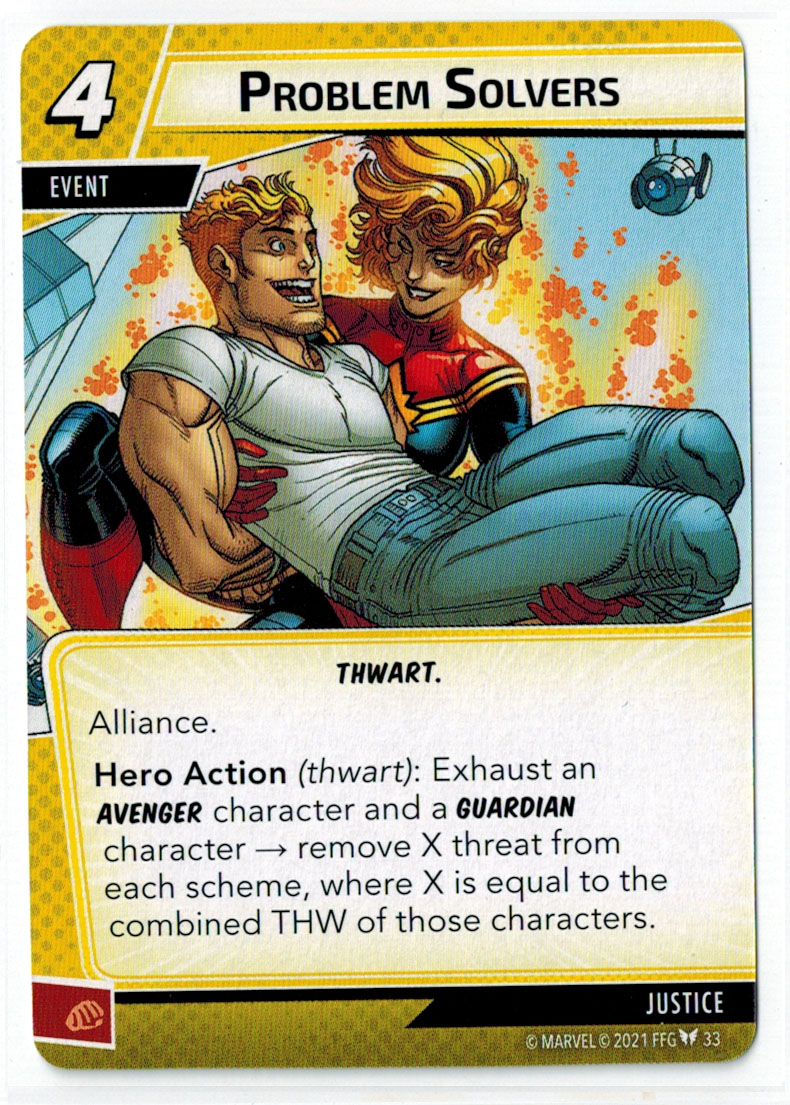 4
PROBLEM SOLVERS
EVENT
THWART.
Alliance.
Hero Action (thwart): Exhaust an
AVENGER character and a GUARDIAN
character → remove X threat from
each scheme, where X is equal to the
combined THW of those characters.
JUSTICE
© MARVEL © 2021 FFG 33